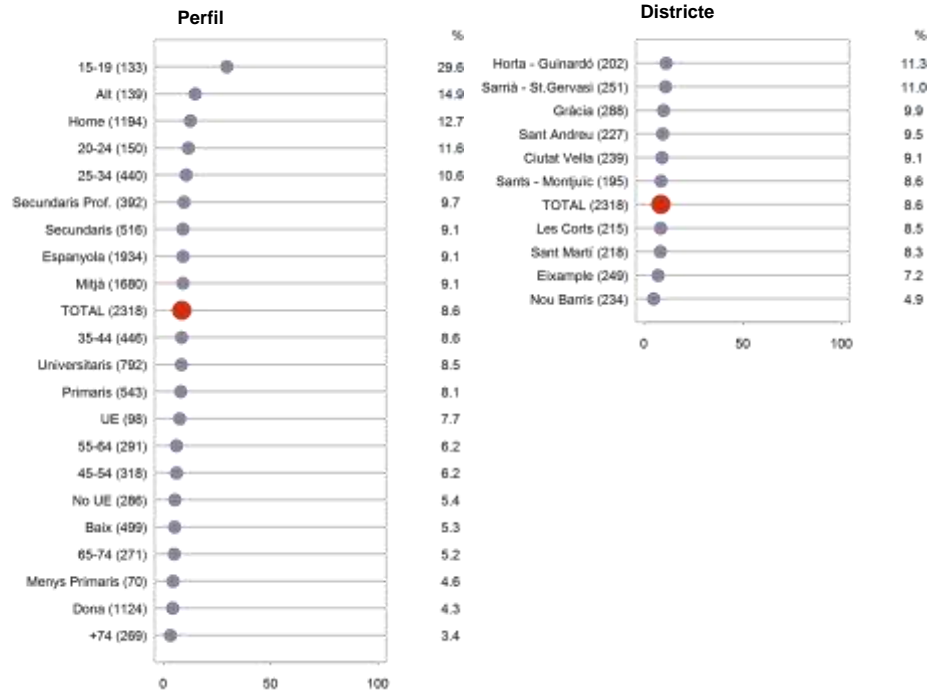 Perfil
%
15-19 (133) 29.6
Alt (139) 14.9
Home (1194) 12.7
20-24 (150) 11.6
25-34 (440) 10.6
Secundaris Prof. (392) 9.7
Secundaris (516) 9.1
Espanyola (1934) 9.1
Mitjà (1680) 9.1
TOTAL (2318) 8.6
35-44 (446) 8.6
Universitaris (792) 8.5
Primaris (543) 8.1
UE (98) 7.7
55-64 (291) 6.2
45-54 (318) 6.2
No UE (286) 5.4
Baix (499) 5.3
65-74 (271) 5.2
Menys Primaris (70) 4.6
Dona (1124) 4.3
+74 (269) 3.4
0 50 100
Districte
%
Horta - Guinardó (202) 11.3
Sarrià - St.Gervasi (251) 11.0
Gràcia (288) 9.9
Sant Andreu (227) 9.5
Ciutat Vella (239) 9.1
Sants - Montjuïc (195) 8.6
TOTAL (2318) 8.6
Les Corts (215) 8.5
Sant Martí (218) 8.3
Eixample (249) 7.2
Nou Barris (234) 4.9
0 50 100